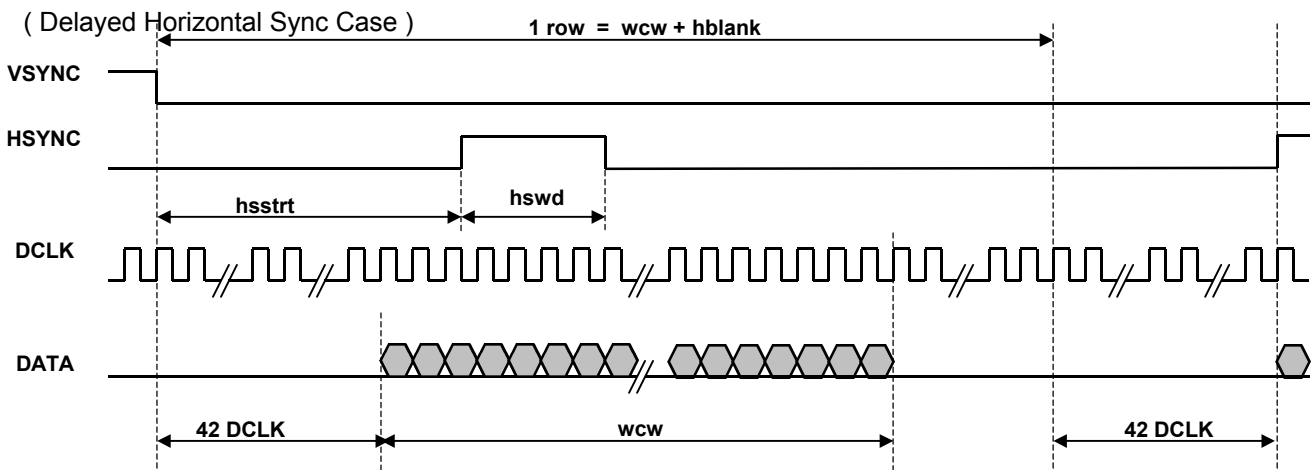 ( Delayed Horizontal Sync Case )
1 row = wcw + hblank
VSYNC
HSYNC
hsstrt
hswd
DCLK
DATA
42 DCLK
wcw
42 DCLK